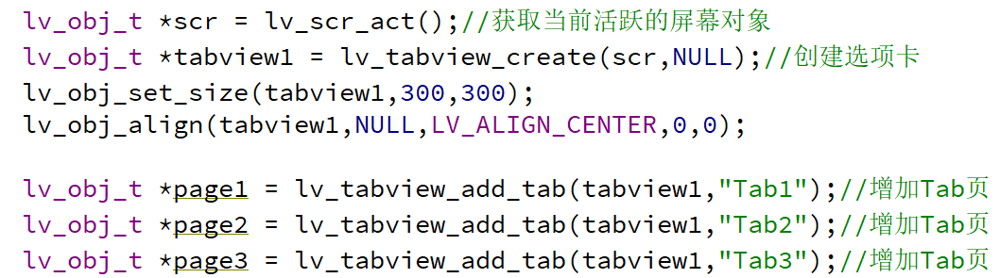 lv_obj_t *scr = lv_scr_act();//获取当前活跃的屏幕对象
lv_obj_t *tabview1 = lv_tabview_create(scr,NULL);//创建选项卡
lv_obj_set_size(tabview1,300,300);
lv_obj_align(tabview1,NULL,LV_ALIGN_CENTER,0,0);
lv_obj_t *page1 = lv_tabview_add_tab(tabview1,"Tab1");//增加Tab页
lv_obj_t *page2 = lv_tabview_add_tab(tabview1,"Tab2");//增加Tab页
lv_obj_t *page3 = lv_tabview_add_tab(tabview1,"Tab3");//增加Tab页